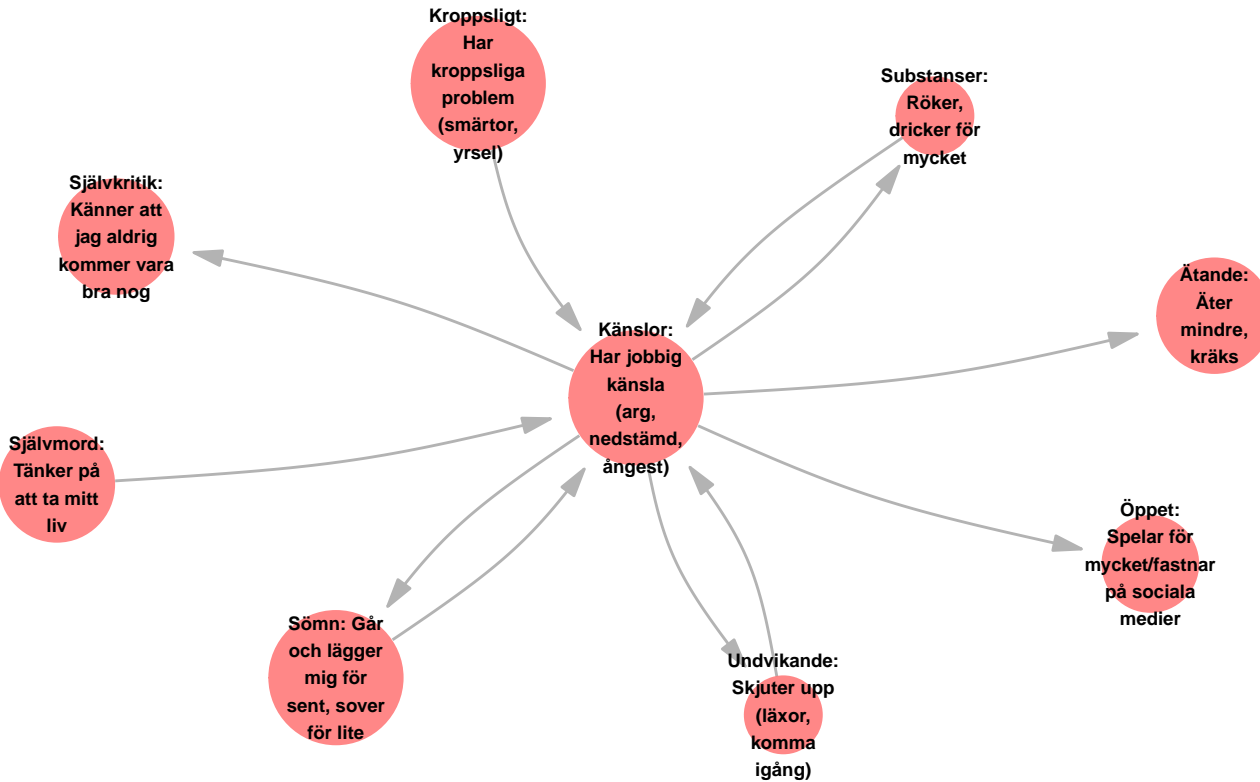 Kroppsligt:
Har
kroppsliga
problem
(smärtor,
yrsel)
Substanser:
Röker,
dricker för
mycket
Självkritik:
Känner att
jag aldrig
kommer vara
bra nog
Ätande:
Äter
mindre,
kräks
Känslor:
Har jobbig
känsla
(arg,
nedstämd,
ångest)
Självmord:
Tänker på
att ta mitt
liv
Öppet:
Spelar för
mycket/fastnar
på sociala
medier
Sömn: Går
och lägger
mig för
sent, sover
för lite
Undvikande:
Skjuter upp
(läxor,
komma
igång)